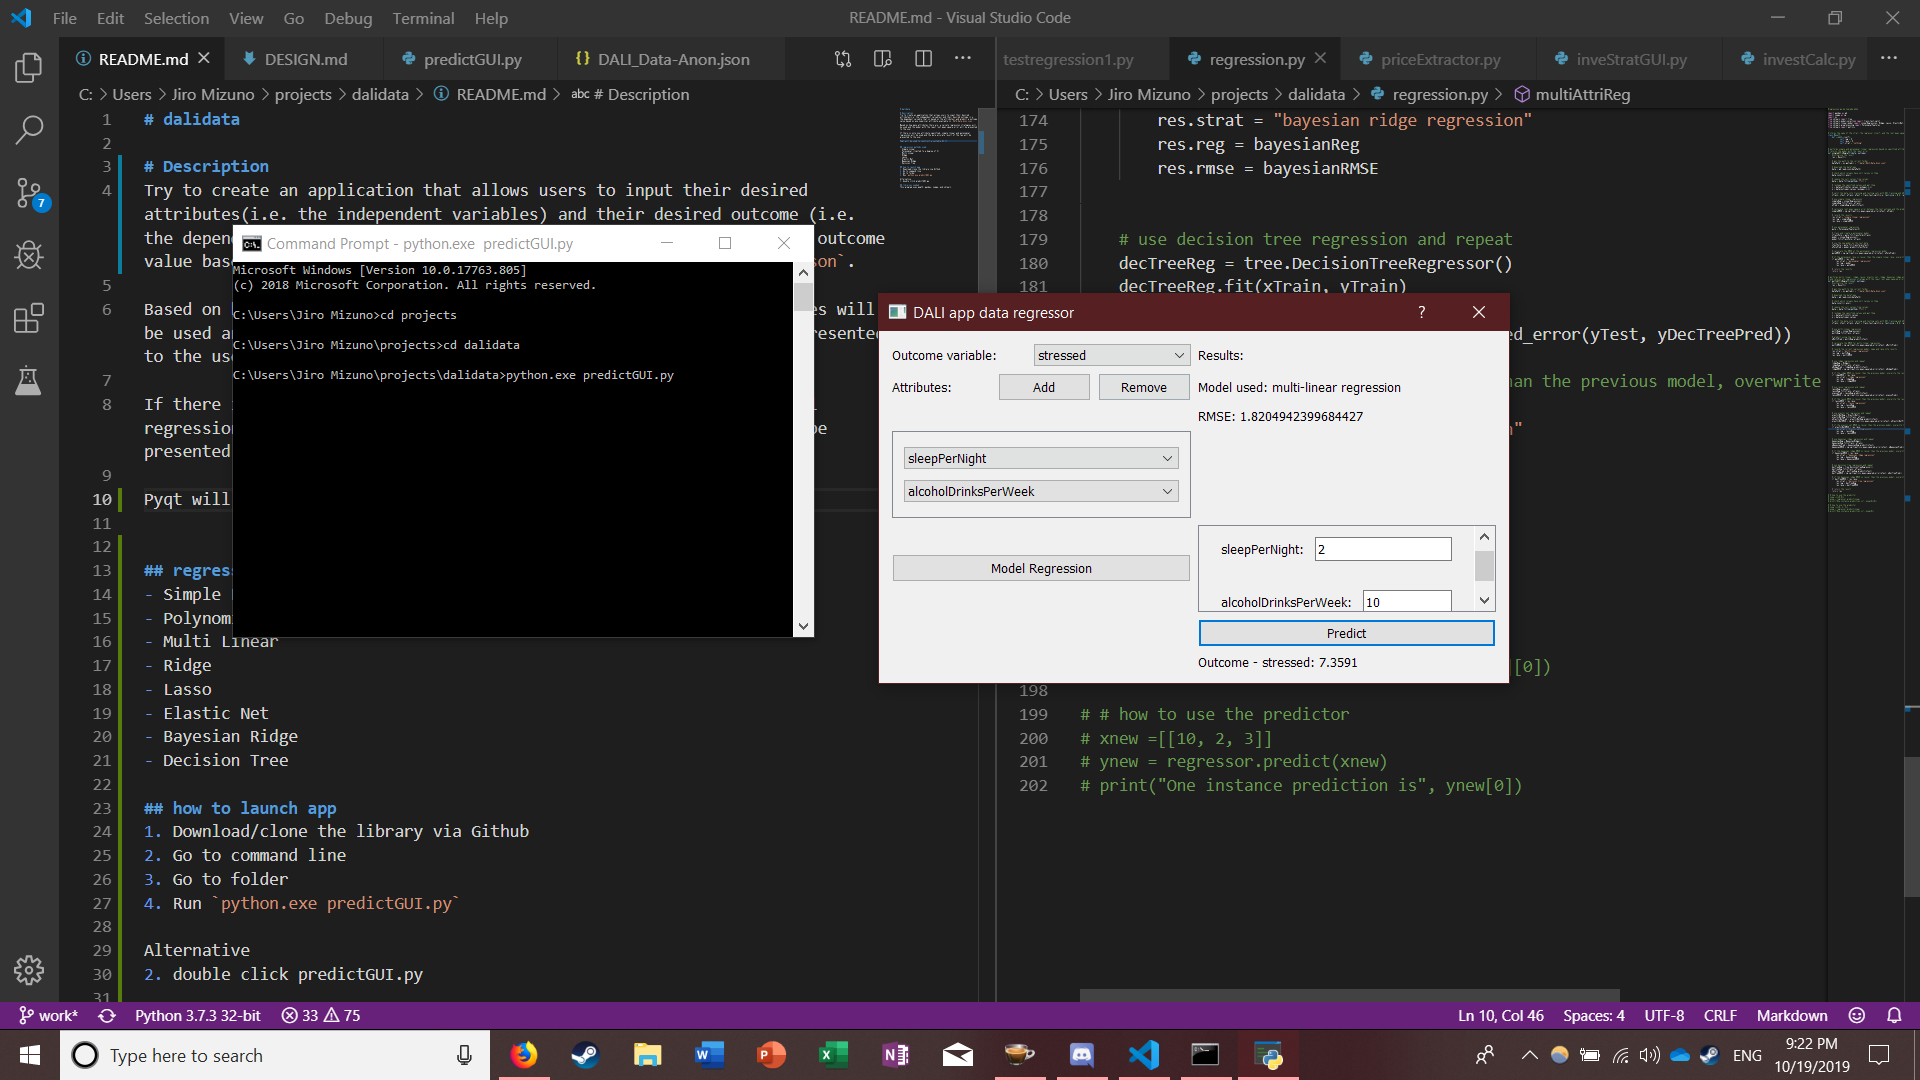 File Edit Selection View Go Debug Terminal Help
README.md - Visual Studio Code
README.md
DESIGN.md
predictGUI.py
{} DALI_Data-Anon.json
testregression1.py
regression.py
priceExtractor.py
inveStratGUI.py
investCalc.py
C: > Users > Jiro Mizuno > projects > dalidata > README.md > abc # Description
C: > Users > Jiro Mizuno > projects > dalidata > regression.py > multiAttriReg
1 # dalidata
2
3 # Description
4 Try to create an application that allows users to input their desired
attributes(i.e. the independent variables) and their desired outcome (i.e.
the depen
outcome
value bas
on`.
5
6 Based on
s will
be used a
resented
to the us
7
8 If there
regression
be
presented
9
10 Pyqt will
11
12
13 ## regres
14 - Simple
15 - Polynom
16 - Multi Linear
17 - Ridge
18 - Lasso
19 - Elastic Net
20 - Bayesian Ridge
21 - Decision Tree
22
23 ## how to launch app
24 1. Download/clone the library via Github
25 2. Go to command line
26 3. Go to folder
27 4. Run `python.exe predictGUI.py`
28
29 Alternative
30 2. double click predictGUI.py
31
7
Command Prompt - python.exe predictGUI.py
Microsoft Windows [Version 10.0.17763.805]
(c) 2018 Microsoft Corporation. All rights reserved.
C:\Users\Jiro Mizuno>cd projects
C:\Users\Jiro Mizuno\projects>cd dalidata
C:\Users\Jiro Mizuno\projects\dalidata>python.exe predictGUI.py
174 res.strat = "bayesian ridge regression"
175 res.reg = bayesianReg
176 res.rmse = bayesianRMSE
177
178
179 # use decision tree regression and repeat
180 decTreeReg = tree.DecisionTreeRegressor()
181 decTreeReg.fit(xTrain, yTrain)
ed_error(yTest, yDecTreePred))
han the previous model, overwrite
n"
[0])
198
199 # # how to use the predictor
200 # xnew =[[10, 2, 3]]
201 # ynew = regressor.predict(xnew)
202 # print("One instance prediction is", ynew[0])
DALI app data regressor
?
Outcome variable: stressed
Results:
Attributes: Add Remove
Model used: multi-linear regression
RMSE: 1.8204942399684427
sleepPerNight
alcoholDrinksPerWeek
Model Regression
sleepPerNight: 2
alcoholDrinksPerWeek: 10
Predict
Outcome - stressed: 7.3591
work* Python 3.7.3 32-bit 33 75
Ln 10, Col 46 Spaces: 4 UTF-8 CRLF Markdown
Type here to search
ENG
9:22 PM
10/19/2019